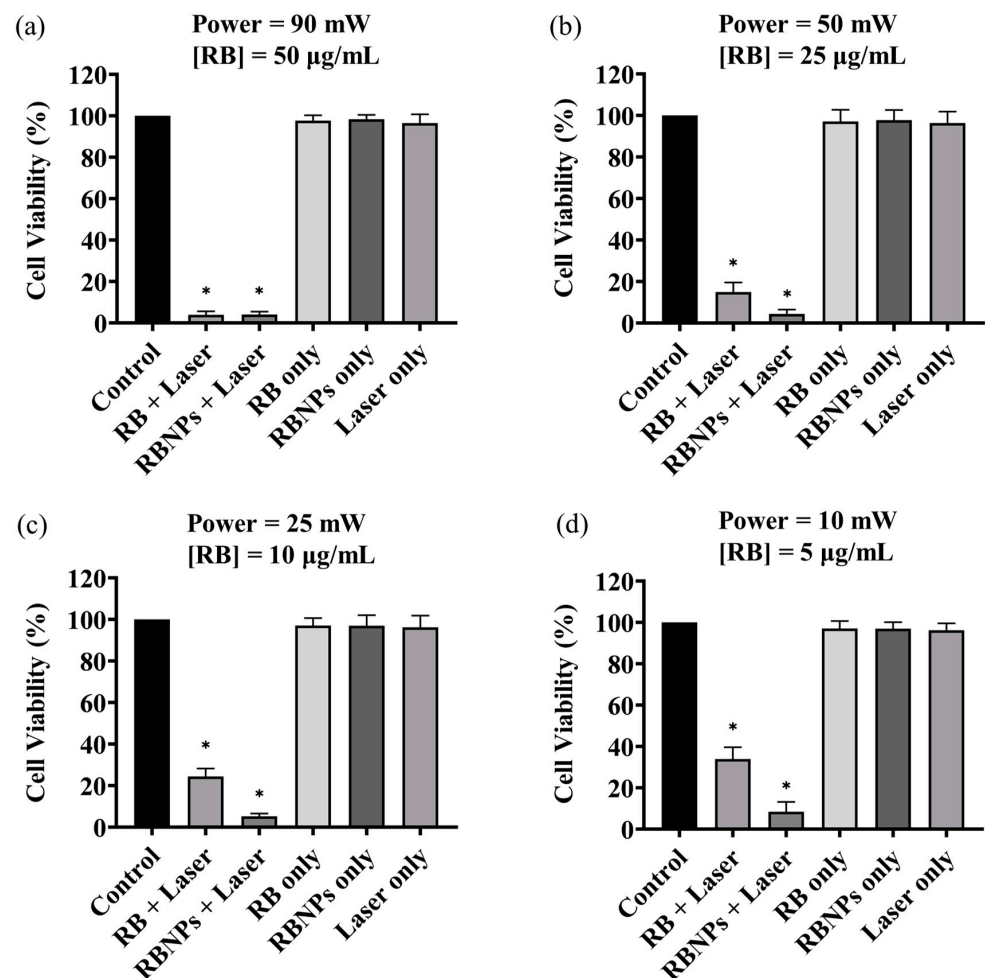 (a)
Power = 90 mW
[RB] = 50 µg/mL
Cell Viability (%)
120
100
80
60
40
20
0
*
*
Control
RB + Laser
RBNPs + Laser
RB only
RBNPs only
Laser only
(b)
Power = 50 mW
[RB] = 25 µg/mL
Cell Viability (%)
120
100
80
60
40
20
0
*
*
Control
RB + Laser
RBNPs + Laser
RB only
RBNPs only
Laser only
(c)
Power = 25 mW
[RB] = 10 µg/mL
Cell Viability (%)
120
100
80
60
40
20
0
*
*
Control
RB + Laser
RBNPs + Laser
RB only
RBNPs only
Laser only
(d)
Power = 10 mW
[RB] = 5 µg/mL
Cell Viability (%)
120
100
80
60
40
20
0
*
*
Control
RB + Laser
RBNPs + Laser
RB only
RBNPs only
Laser only